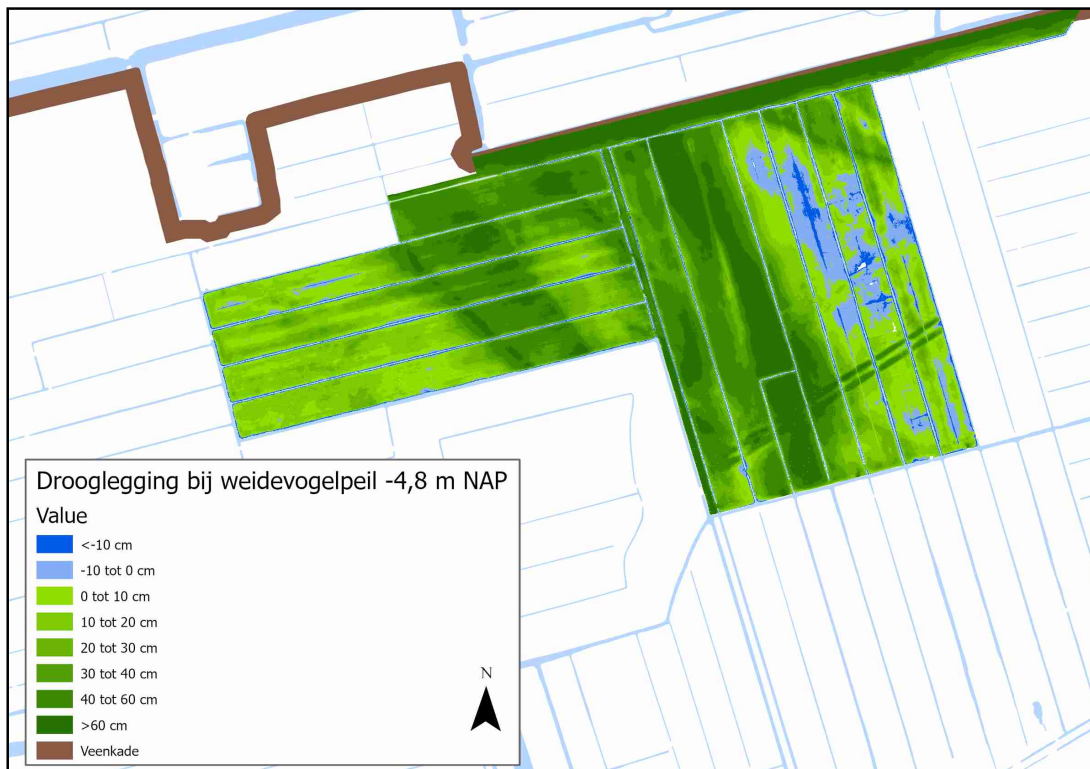 Drooglegging bij weidevogelpeil -4,8 m NAP
Value
<-10 cm
-10 tot 0 cm
0 tot 10 cm
10 tot 20 cm
20 tot 30 cm
30 tot 40 cm
40 tot 60 cm
>60 cm
Veenkade
N